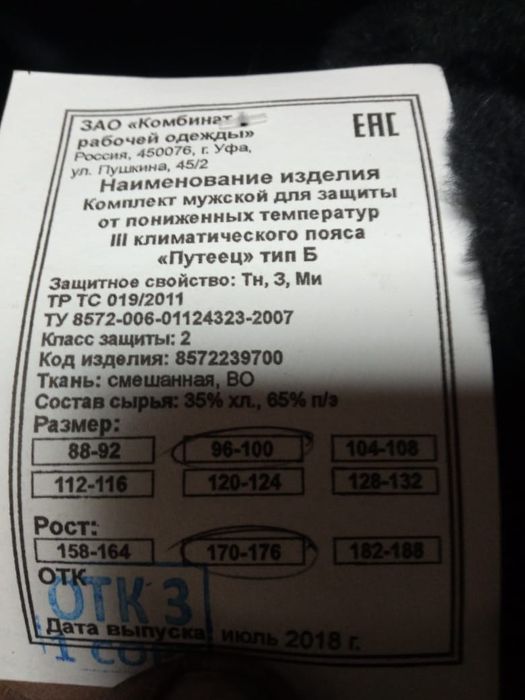 ЗАО «Комбинат
рабочей одежды»
ЕАС
Россия, 450076, г. Уфа,
ул. Пушкина, 45/2
Наименование изделия
Комплект мужской для защиты
от пониженных температур
III климатического пояса
«Путеец» тип Б
Защитное свойство: Тн, З, Ми
ТР ТС 019/2011
ТУ 8572-006-01124323-2007
Класс защиты: 2
Код изделия: 8572239700
Ткань: смешанная, ВО
Состав сырья: 35% хл., 65% п/э
Размер:
88-92 96-100 104-108
112-116 120-124 128-132
Рост:
158-164 170-176 182-188
ОТК
ОТК 3
Дата выпуска: июль 2018 г.
1 СОРТ